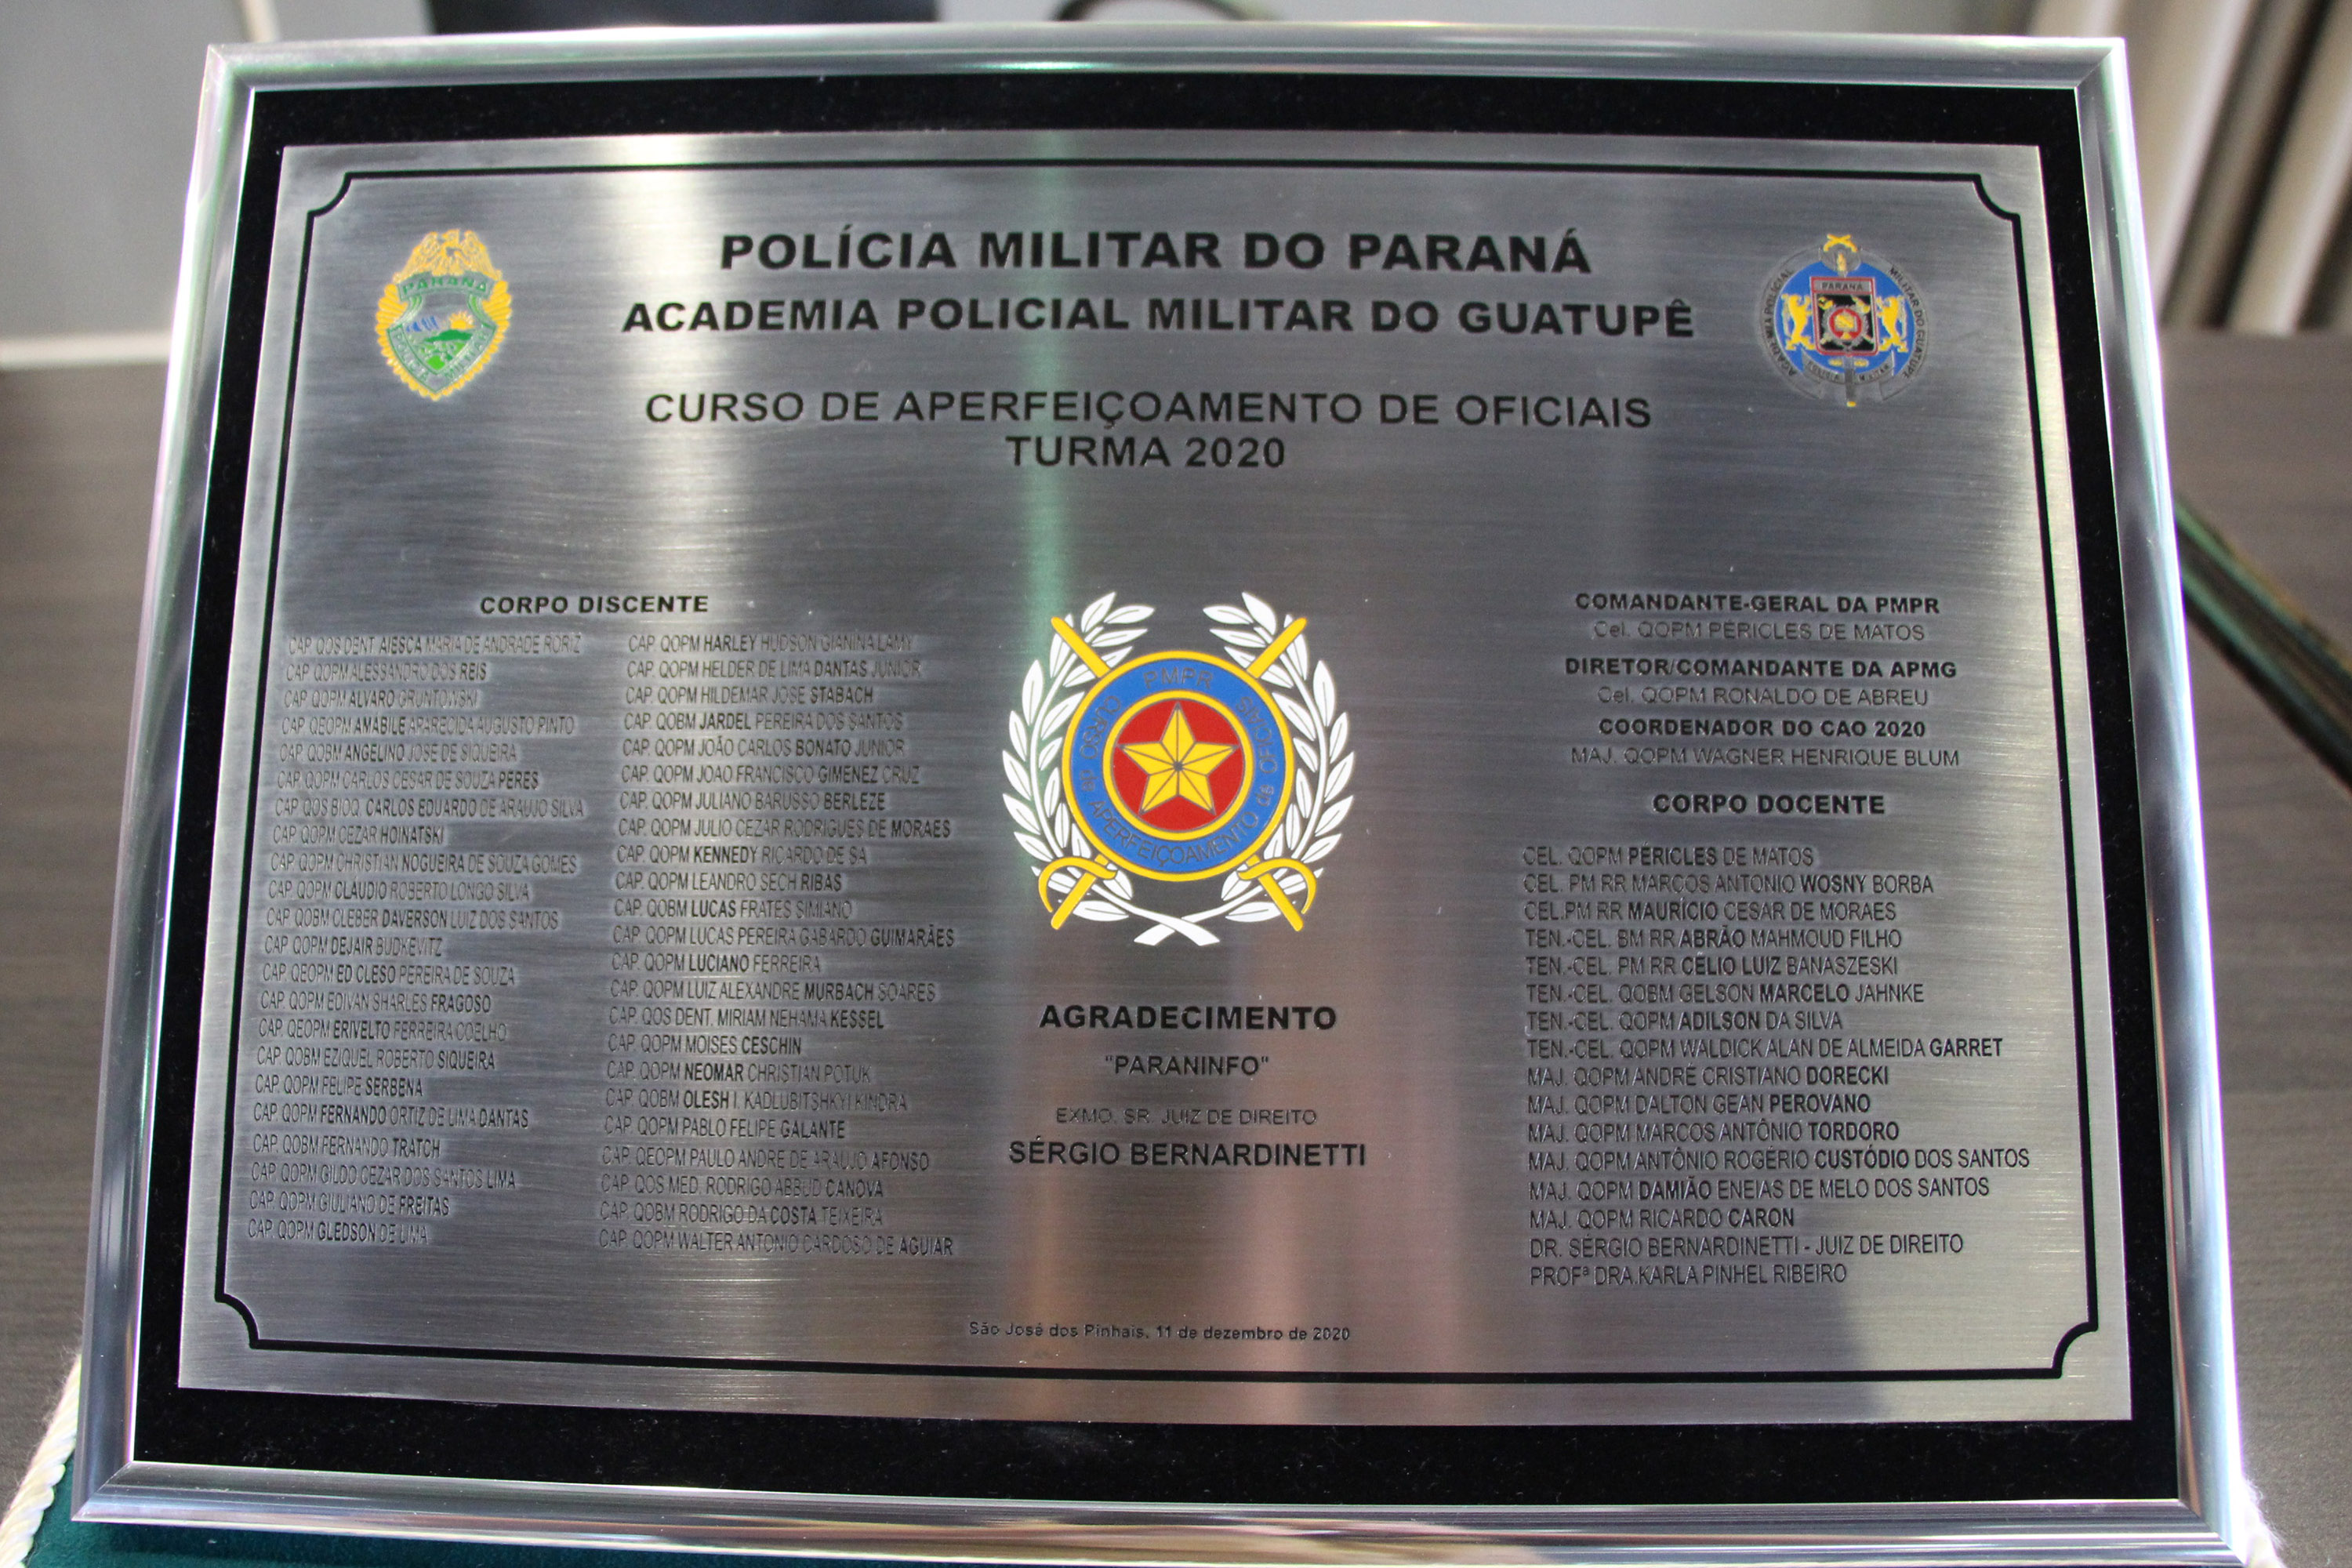 POLÍCIA MILITAR DO PARANÁ
ACADEMIA POLICIAL MILITAR DO GUATUPÊ
CURSO DE APERFEIÇOAMENTO DE OFICIAIS
TURMA 2020
PARANÁ
PARANÁ
ACADEMIA POLICIAL MILITAR DO GUATUPÊ
CORPO DISCENTE
CAP. QOS DENT. AIESCA MARIA DE ANDRADE RORIZ
CAP. QOPM ALESSANDRO DOS REIS
CAP. QOPM ALVARO GRUNTOWSKI
CAP. QEOPM AMABILE APARECIDA AUGUSTO PINTO
CAP. QOBM ANGELINO JOSE DE SIQUEIRA
CAP. QOPM CARLOS CESAR DE SOUZA PERES
CAP. QOS BIOQ. CARLOS EDUARDO DE ARAUJO SILVA
CAP. QOPM CEZAR HOINATSKI
CAP. QOPM CHRISTIAN NOGUEIRA DE SOUZA GOMES
CAP. QOPM CLAUDIO ROBERTO LONGO SILVA
CAP. QOBM CLEBER DAVERSON LUIZ DOS SANTOS
CAP. QOPM DEJAIR BUDKEVITZ
CAP. QEOPM ED CLESO PEREIRA DE SOUZA
CAP. QOPM EDIVAN SHARLES FRAGOSO
CAP. QEOPM ERIVELTO FERREIRA COELHO
CAP. QOBM EZIQUEL ROBERTO SIQUEIRA
CAP. QOPM FELIPE SERBENA
CAP. QOPM FERNANDO ORTIZ DE LIMA DANTAS
CAP. QOBM FERNANDO TRATCH
CAP. QOPM GILDO CEZAR DOS SANTOS LIMA
CAP. QOPM GIULIANO DE FREITAS
CAP. QOPM GLEDSON DE LIMA
CAP. QOPM HARLEY HUDSON GIANINA LAMY
CAP. QOPM HELDER DE LIMA DANTAS JUNIOR
CAP. QOPM HILDEMAR JOSE STABACH
CAP. QOBM JARDEL PEREIRA DOS SANTOS
CAP. QOPM JOÃO CARLOS BONATO JUNIOR
CAP. QOPM JOAO FRANCISCO GIMENEZ CRUZ
CAP. QOPM JULIANO BARUSSO BERLEZE
CAP. QOPM JULIO CEZAR RODRIGUES DE MORAES
CAP. QOPM KENNEDY RICARDO DE SA
CAP. QOPM LEANDRO SECH RIBAS
CAP. QOBM LUCAS FRATES SIMIANO
CAP. QOPM LUCAS PEREIRA GABARDO GUIMARÃES
CAP. QOPM LUCIANO FERREIRA
CAP. QOPM LUIZ ALEXANDRE MURBACH SOARES
CAP. QOS DENT. MIRIAM NEHAMA KESSEL
CAP. QOPM MOISES CESCHIN
CAP. QOPM NEOMAR CHRISTIAN POTUK
CAP. QOBM OLESH I. KADLUBITSHKYI KINDRA
CAP. QOPM PABLO FELIPE GALANTE
CAP. QEOPM PAULO ANDRE DE ARAUJO AFONSO
CAP. QOS MED. RODRIGO ABBUD CANOVA
CAP. QOBM RODRIGO DA COSTA TEIXEIRA
CAP. QOPM WALTER ANTONIO CARDOSO DE AGUIAR
PMPR
CURSO DE APERFEIÇOAMENTO DE OFICIAIS
AGRADECIMENTO
"PARANINFO"
EXMO. SR. JUIZ DE DIREITO
SÉRGIO BERNARDINETTI
COMANDANTE-GERAL DA PMPR
Cel. QOPM PÉRICLES DE MATOS
DIRETOR/COMANDANTE DA APMG
Cel. QOPM RONALDO DE ABREU
COORDENADOR DO CAO 2020
MAJ. QOPM WAGNER HENRIQUE BLUM
CORPO DOCENTE
CEL. QOPM PÉRICLES DE MATOS
CEL. PM RR MARCOS ANTONIO WOSNY BORBA
CEL.PM RR MAURÍCIO CESAR DE MORAES
TEN.-CEL. BM RR ABRÃO MAHMOUD FILHO
TEN.-CEL. PM RR CELIO LUIZ BANASZESKI
TEN.-CEL. QOBM GELSON MARCELO JAHNKE
TEN.-CEL. QOPM ADILSON DA SILVA
TEN.-CEL. QOPM WALDICK ALAN DE ALMEIDA GARRET
MAJ. QOPM ANDRÉ CRISTIANO DORECKI
MAJ. QOPM DALTON GEAN PEROVANO
MAJ. QOPM MARCOS ANTÔNIO TORDORO
MAJ. QOPM ANTÔNIO ROGÉRIO CUSTÓDIO DOS SANTOS
MAJ. QOPM DAMIÃO ENEIAS DE MELO DOS SANTOS
MAJ. QOPM RICARDO CARON
DR. SÉRGIO BERNARDINETTI - JUIZ DE DIREITO
PROFª DRA.KARLA PINHEL RIBEIRO
São José dos Pinhais, 11 de dezembro de 2020